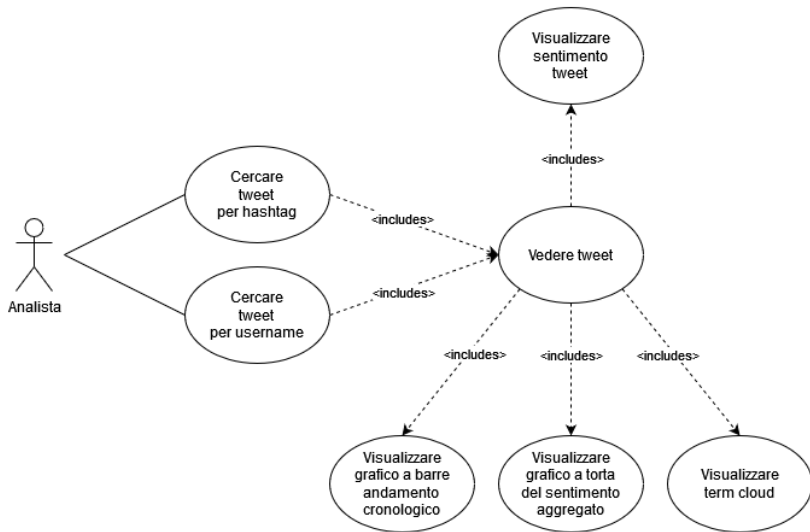 Visualizzare
sentimento
tweet
<includes>
Cercare
tweet
per hashtag
<includes>
Analista
Vedere tweet
Cercare
tweet
per username
<includes>
<includes>
<includes>
<includes>
Visualizzare
grafico a barre
andamento
cronologico
Visualizzare
grafico a torta
del sentimento
aggregato
Visualizzare
term cloud